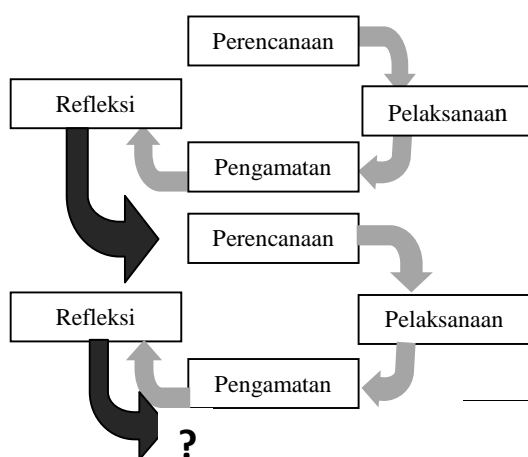 Perencanaan
Refleksi
Pelaksanaan
Pengamatan
Perencanaan
Refleksi
Pelaksanaan
Pengamatan
?